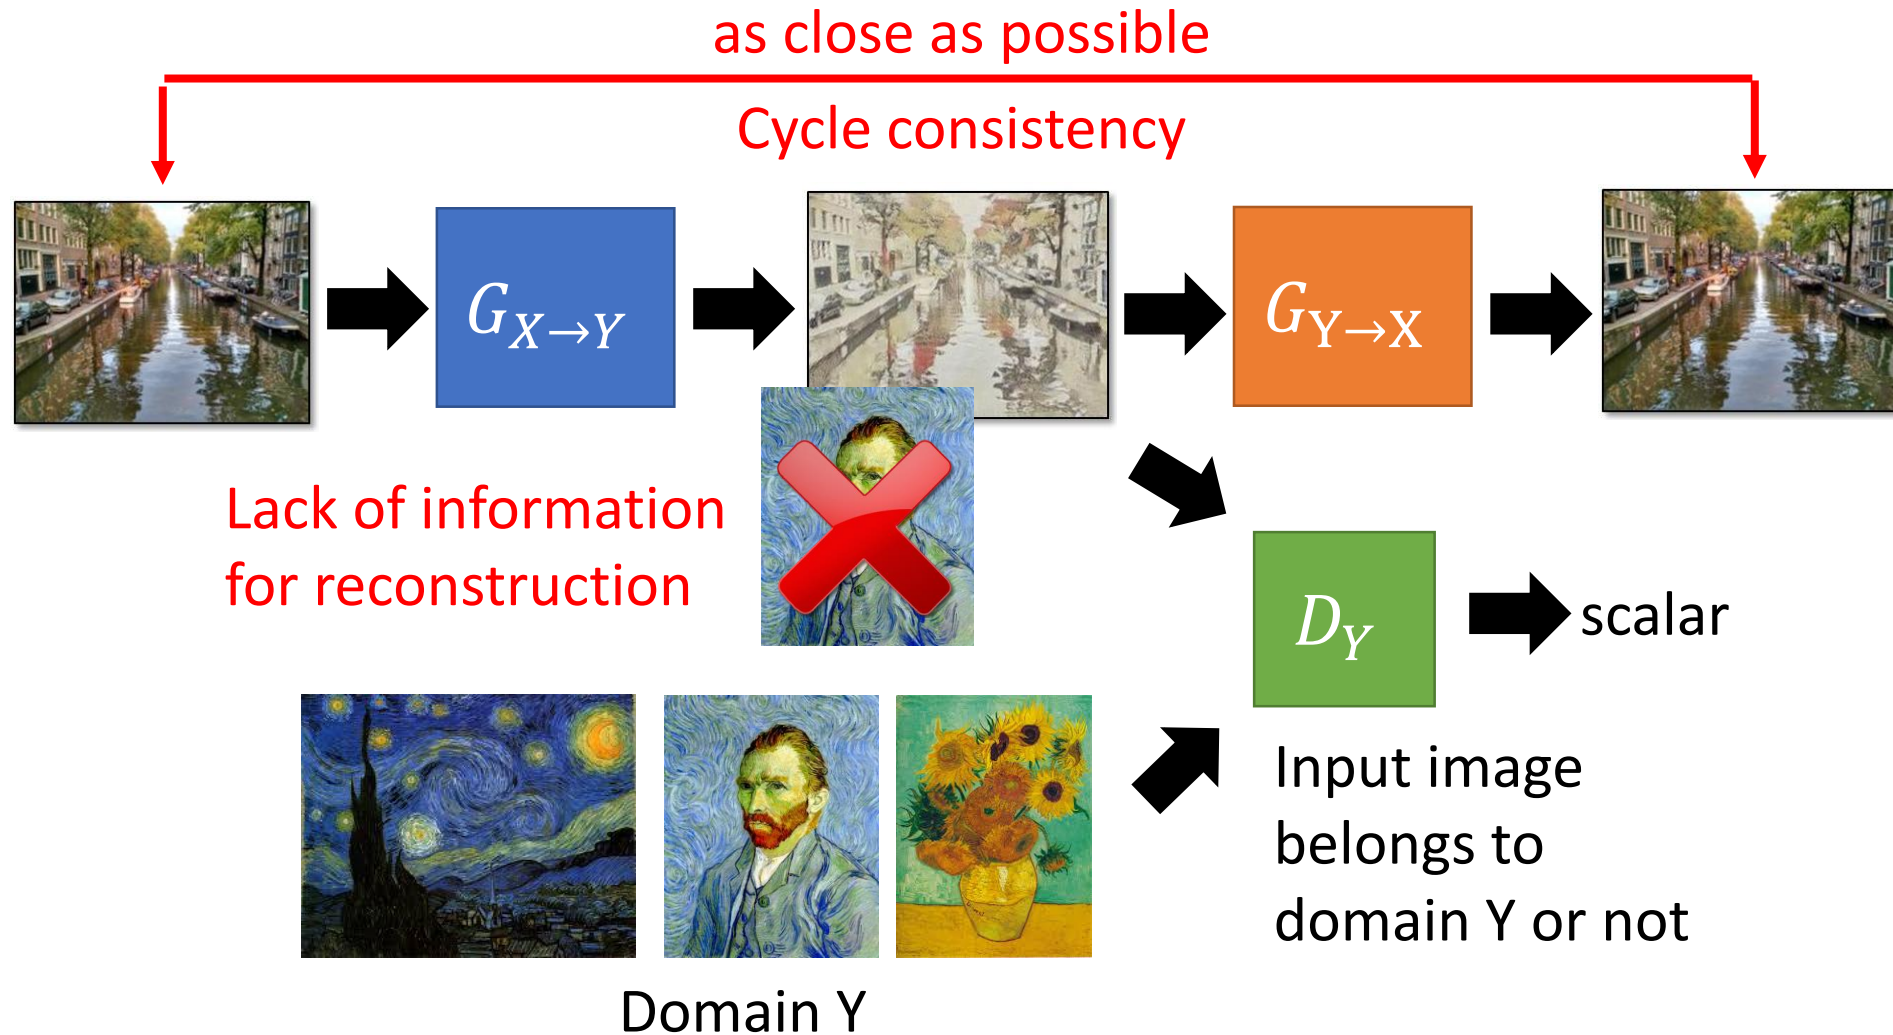 as close as possible
Cycle consistency
G_{X→Y}
G_{Y→X}
Lack of information
for reconstruction
D_Y
scalar
Input image
belongs to
domain Y or not
Domain Y